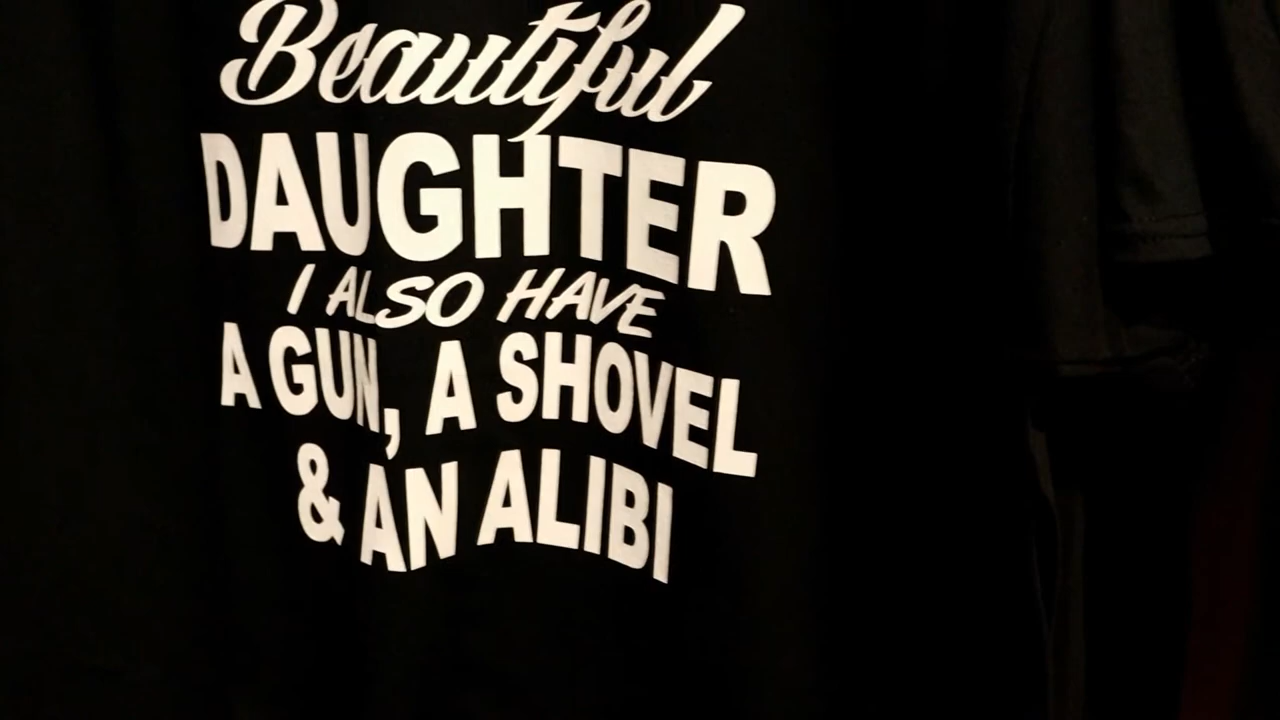 Beautiful
DAUGHTER
I ALSO HAVE
A GUN, A SHOVEL
& AN ALIBI